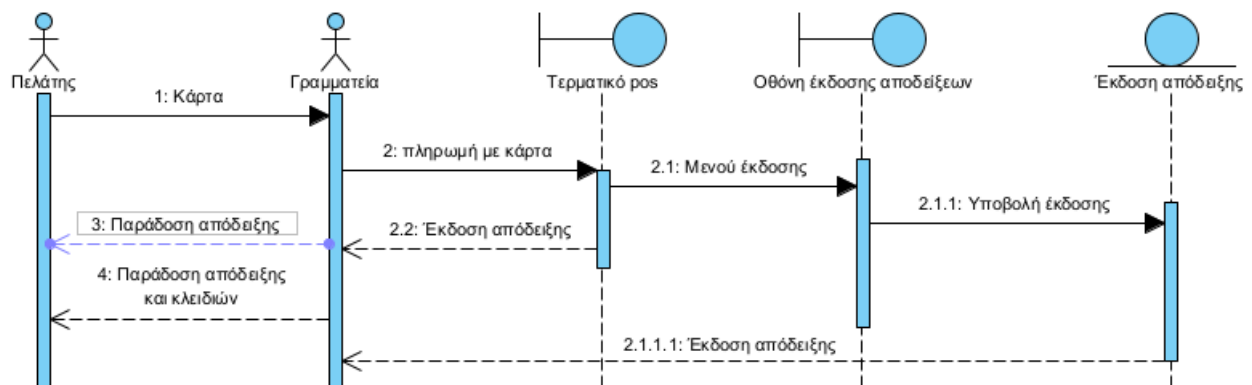 Πελάτης
Γραμματεία
Τερματικό pos
Οθόνη έκδοσης αποδείξεων
Έκδοση απόδειξης
1: Κάρτα
2: πληρωμή με κάρτα
2.1: Μενού έκδοσης
2.1.1: Υποβολή έκδοσης
3: Παράδοση απόδειξης
2.2: Έκδοση απόδειξης
4: Παράδοση απόδειξης
και κλειδιών
2.1.1.1: Έκδοση απόδειξης